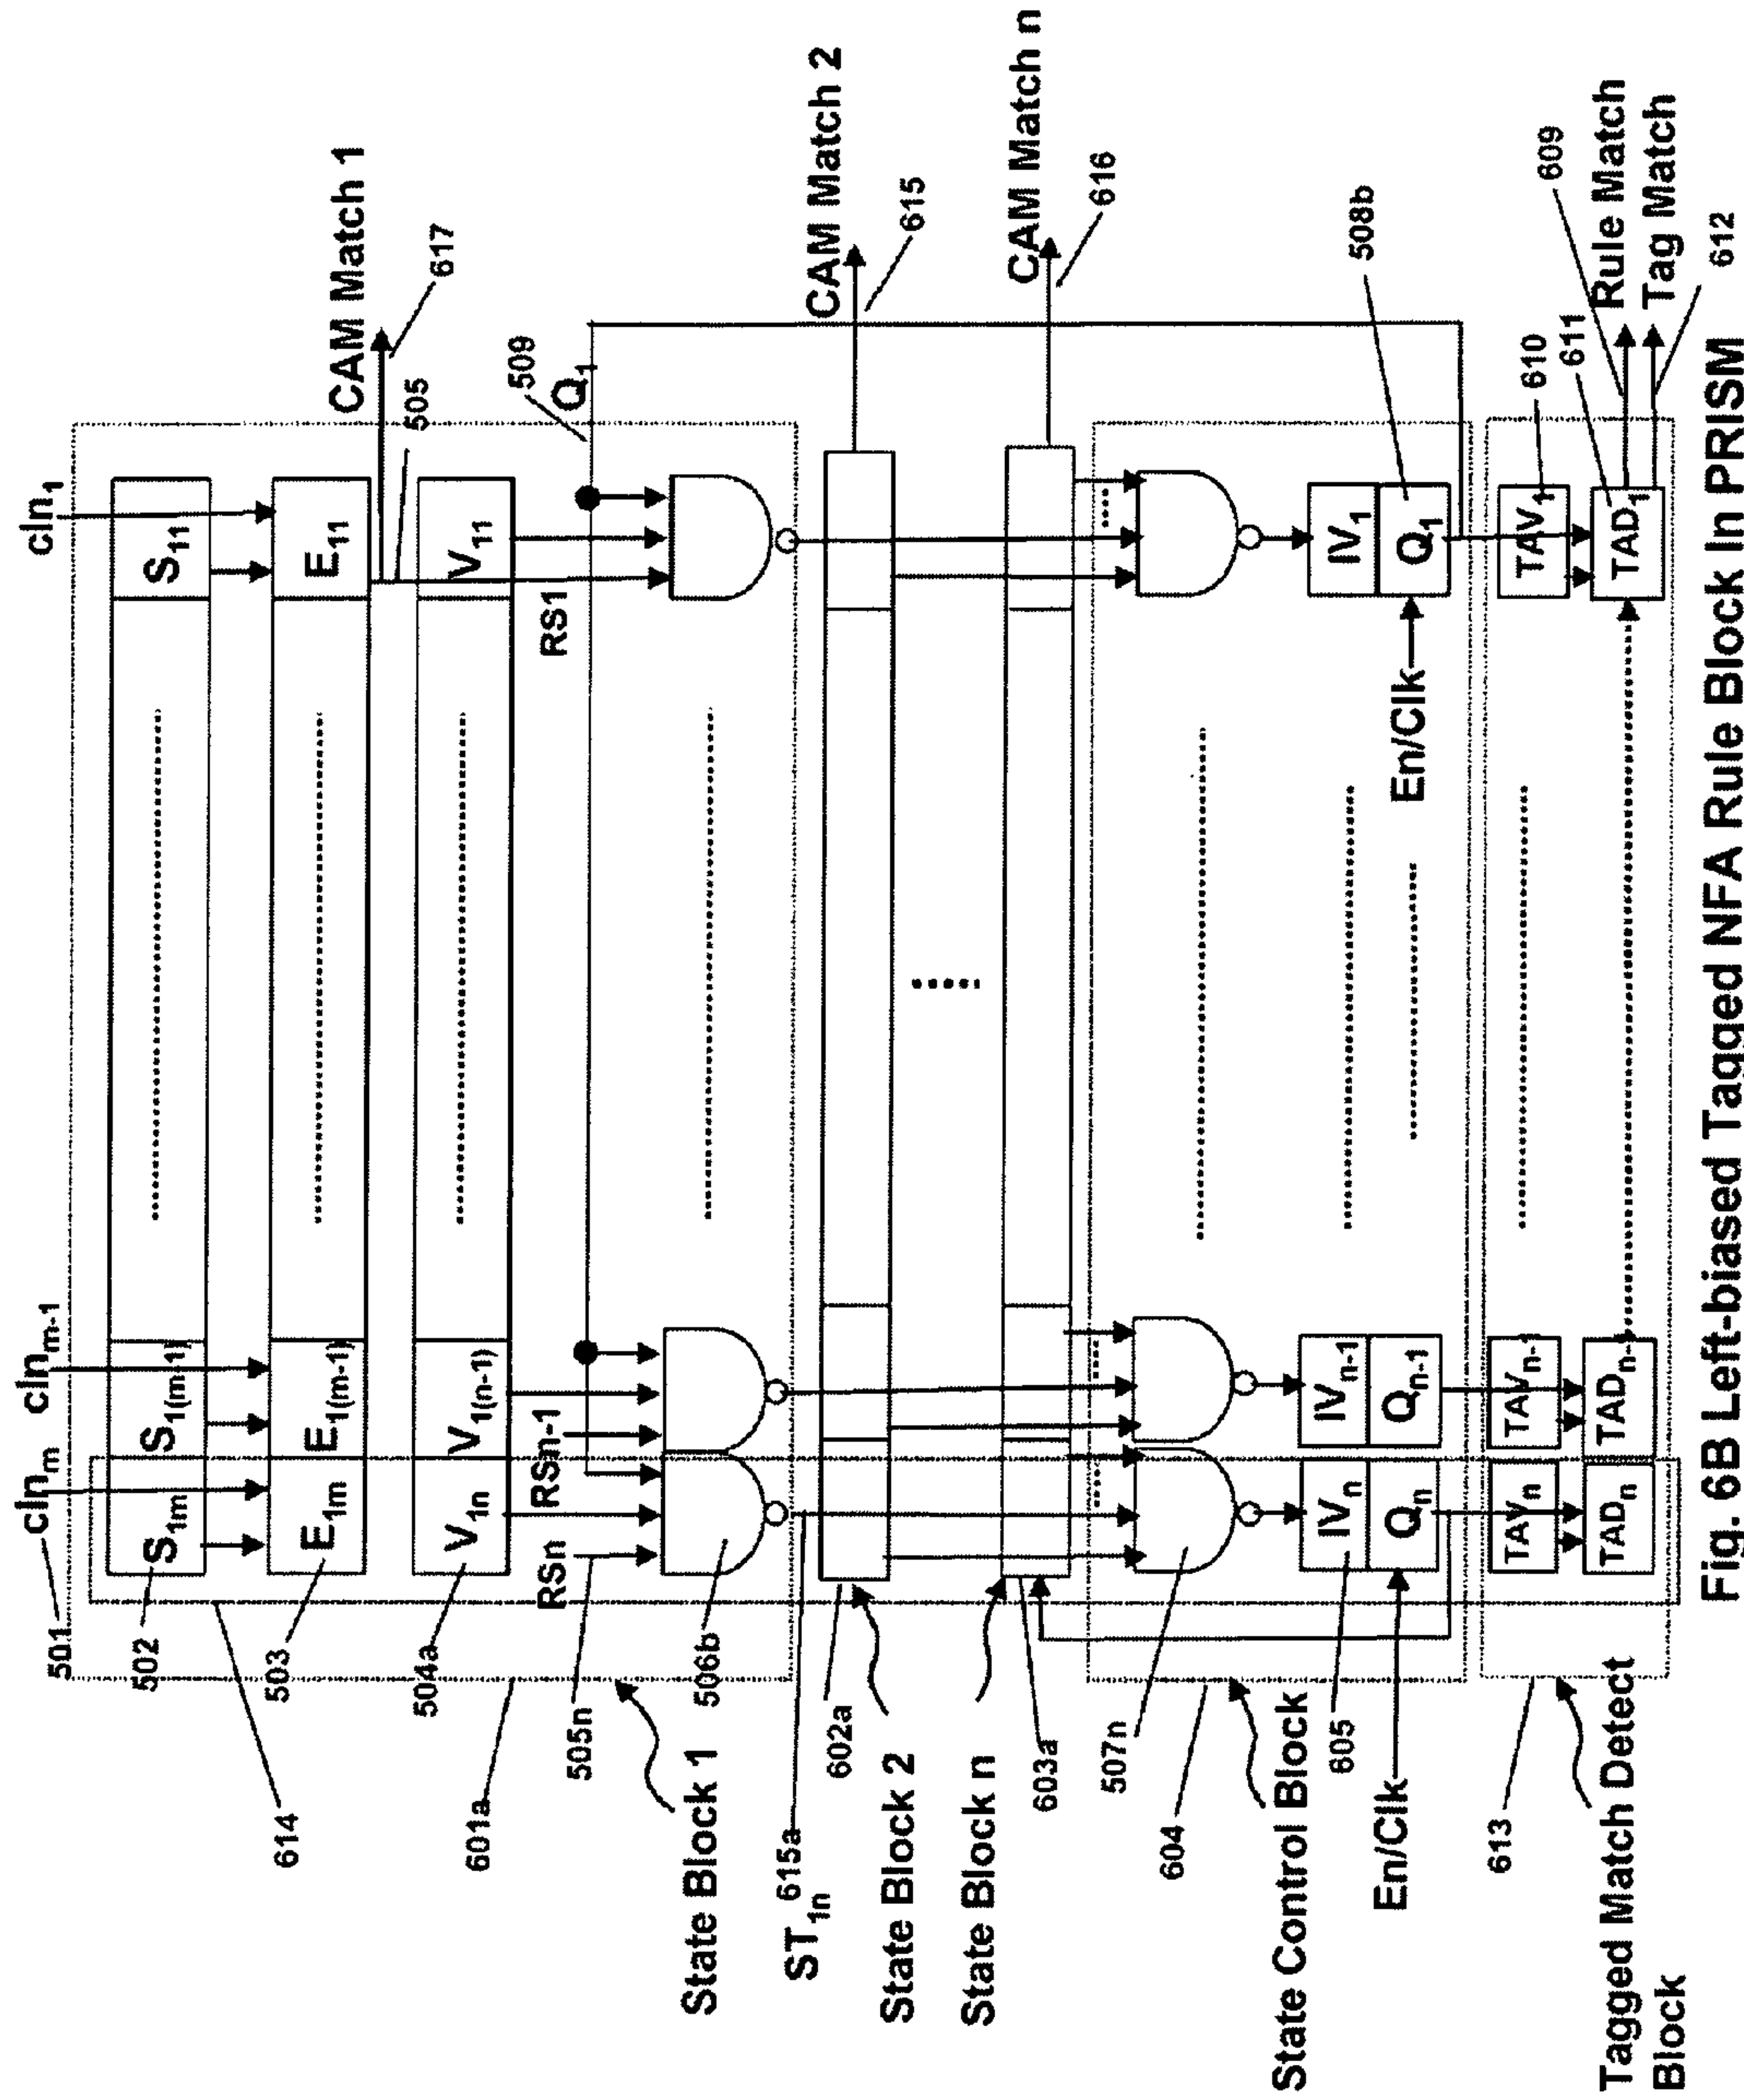 cIn1
cInm-1
cInm
501
S11
S1(m-1)
S1m
502
E11
E1(m-1)
E1m
503
CAM Match 1
617
505
V11
V1(n-1)
V1n
504a
614
509
Q1
RS1
RSn-1
RSn
505n
506b
601a
State Block 1
ST1n
615a
CAM Match 2
615
602a
State Block 2
CAM Match n
616
603a
State Block n
507n
604
State Control Block
IV1
IVn-1
IVn
605
Q1
Qn-1
Qn
508b
En/Clk
En/Clk
TAV1
TAVn-1
TAVn
610
TAD1
TADn-1
TADn
611
613
Tagged Match Detect
Block
609
Rule Match
Tag Match
612
Fig. 6B Left-biased Tagged NFA Rule Block In PRISM